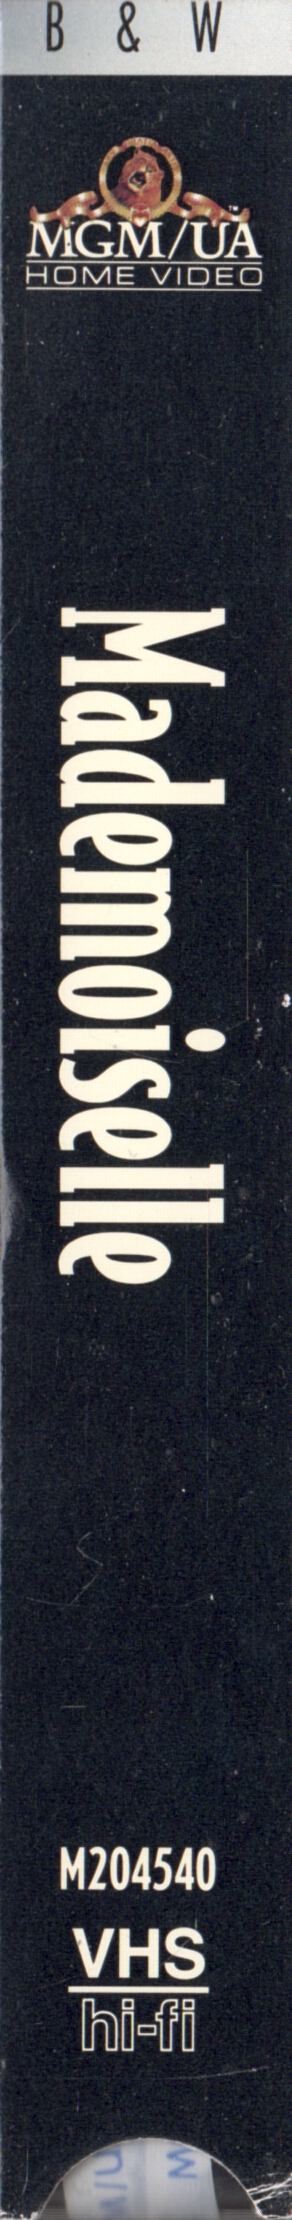 B & W
MGM/UA
HOME VIDEO
Mademoiselle
M204540
VHS
hi-fi